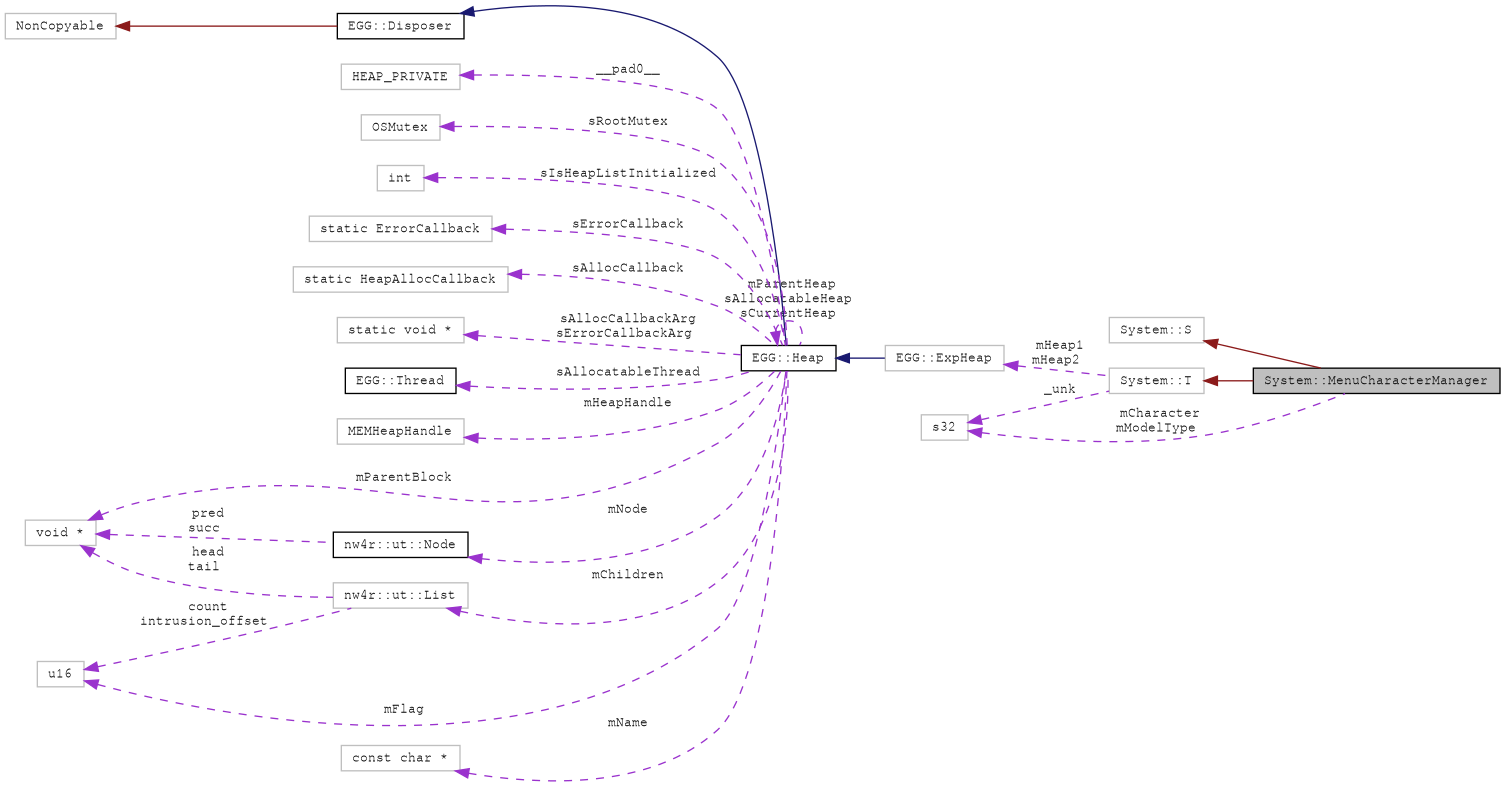 NonCopyable
EGG::Disposer
HEAP_PRIVATE
__pad0__
OSMutex
sRootMutex
int
sIsHeapListInitialized
static ErrorCallback
sErrorCallback
static HeapAllocCallback
sAllocCallback
mParentHeap
sAllocatableHeap
sCurrentHeap
static void *
sAllocCallbackArg
sErrorCallbackArg
EGG::Heap
EGG::ExpHeap
mHeap1
mHeap2
System::S
EGG::Thread
sAllocatableThread
System::T
System::MenuCharacterManager
_unk
mHeapHandle
MEMHeapHandle
s32
mCharacter
mModelType
mParentBlock
void *
pred
succ
nw4r::ut::Node
mNode
head
tail
nw4r::ut::List
mChildren
count
intrusion_offset
u16
mFlag
mName
const char *